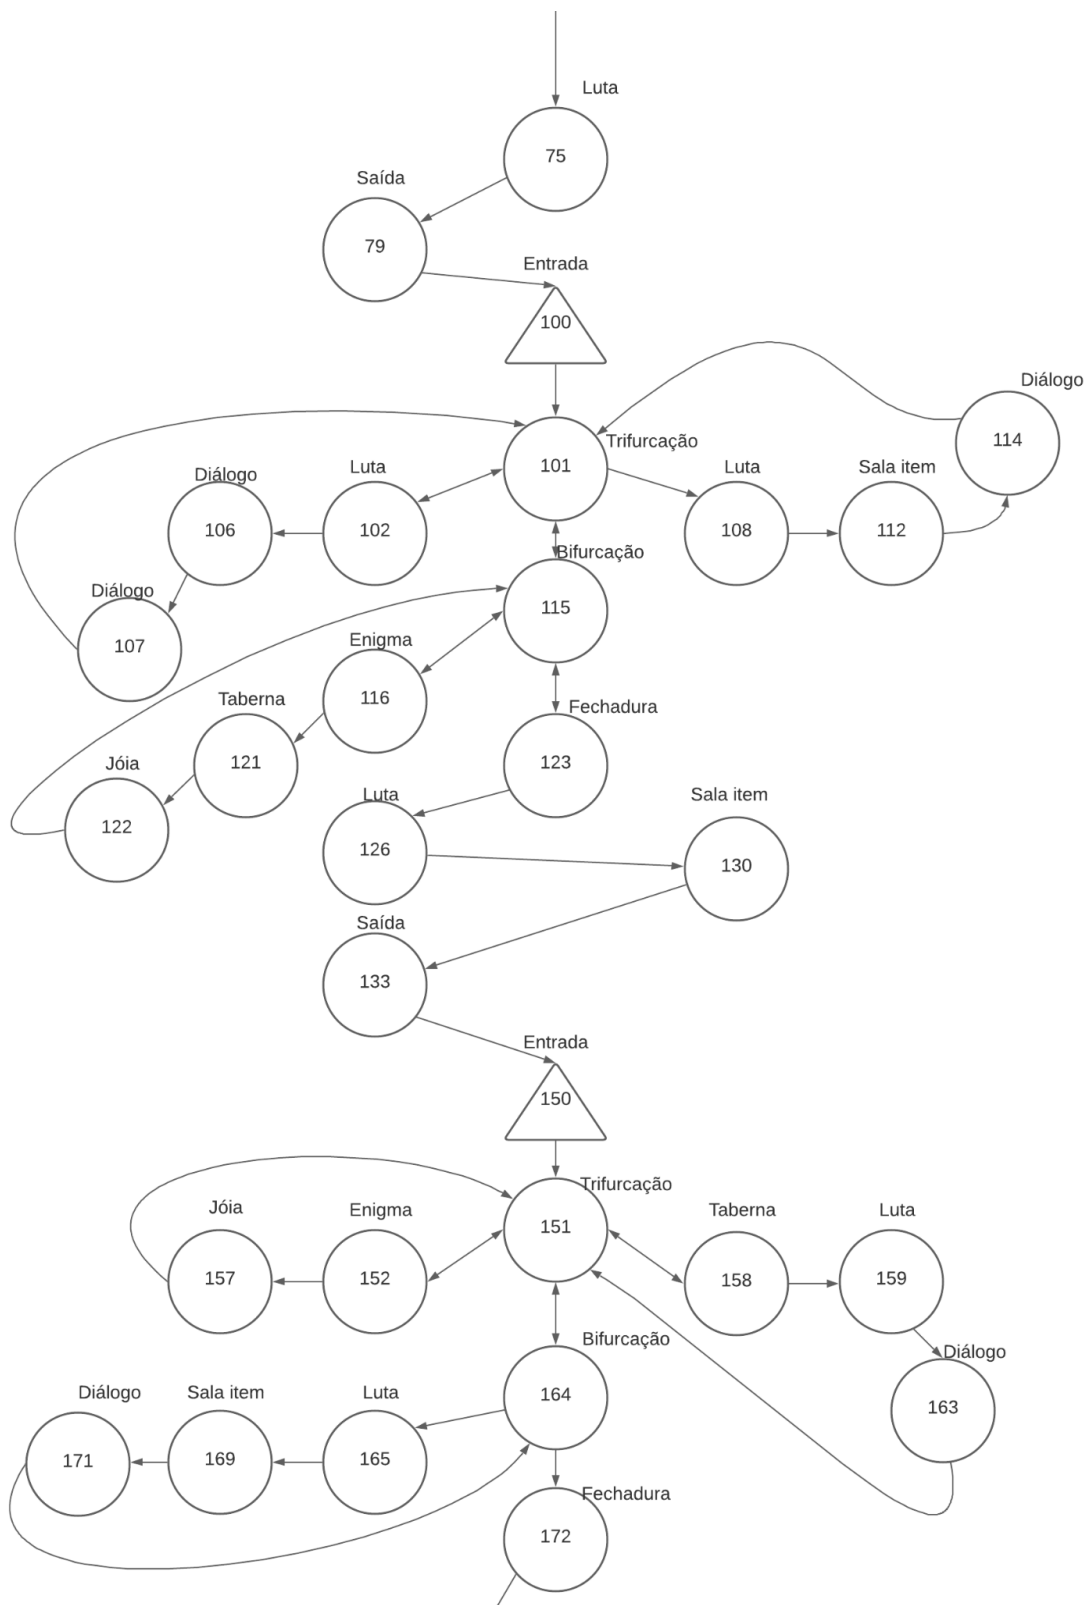 Luta
75
Saída
79
Entrada
100
Diálogo
114
Trifurcação
101
Luta
108
Sala item
112
Luta
102
Diálogo
106
Diálogo
107
Bifurcação
115
Enigma
116
Taberna
121
Jóia
122
Fechadura
123
Luta
126
Sala item
130
Saída
133
Entrada
150
Trifurcação
151
Enigma
152
Jóia
157
Taberna
158
Luta
159
Diálogo
163
Bifurcação
164
Luta
165
Sala item
169
Diálogo
171
Fechadura
172